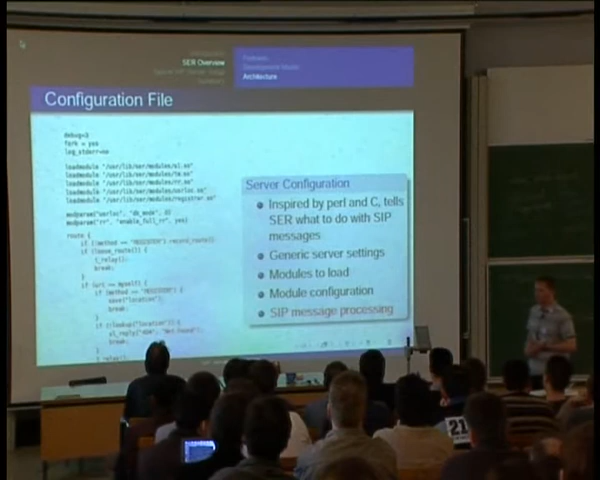 SER Overview
Features
Development Model
Architecture
Configuration File
debug=3
fork = yes
log_stderr=no
loadmodule "/usr/lib/ser/modules/sl.so"
loadmodule "/usr/lib/ser/modules/tm.so"
loadmodule "/usr/lib/ser/modules/rr.so"
loadmodule "/usr/lib/ser/modules/usrloc.so"
loadmodule "/usr/lib/ser/modules/registrar.so"
modparam("usrloc", "db_mode", 0)
modparam("rr", "enable_full_lr", yes)
route {
if (!method == "REGISTER") record_route()
if (loose_route()) {
t_relay();
break;
}
if (uri == myself) {
if (method == "REGISTER") {
save("location");
break;
}
if (!lookup("location")) {
sl_reply("404", "Not Found");
break;
}
t_relay()
Server Configuration
Inspired by perl and C, tells
SER what to do with SIP
messages
Generic server settings
Modules to load
Module configuration
SIP message processing
21